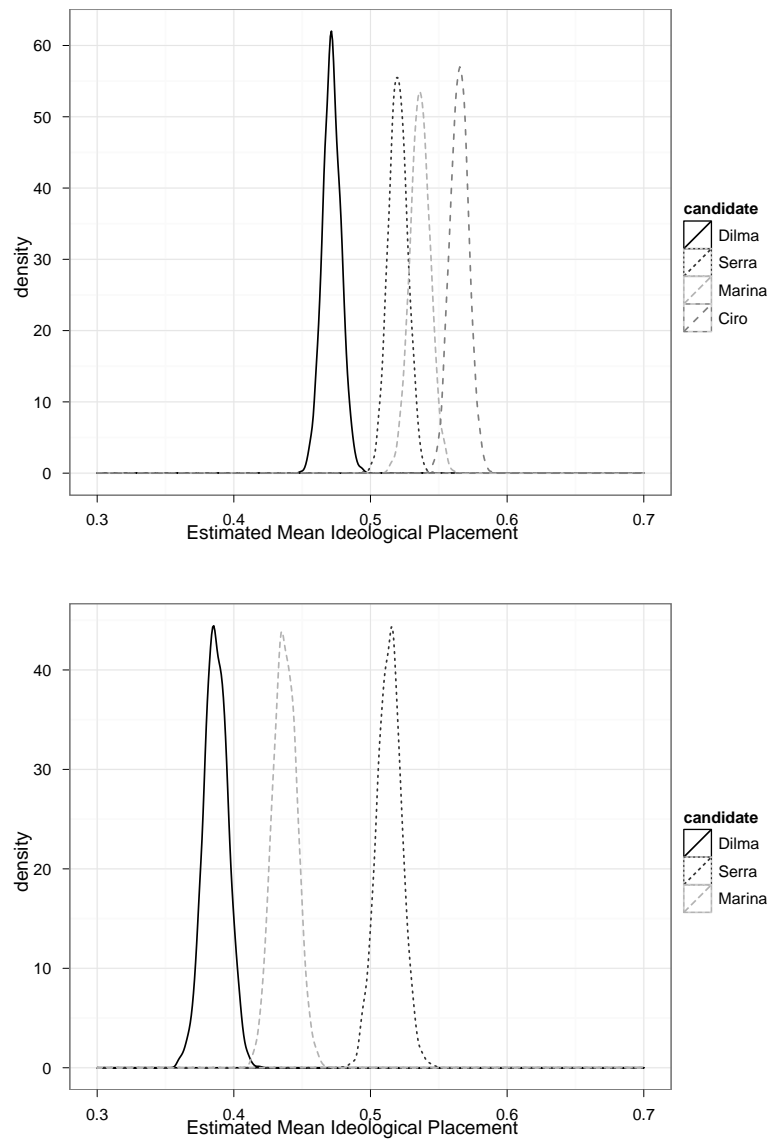 60
50
40
30
20
10
0
density
0.3 0.4 0.5 0.6 0.7
Estimated Mean Ideological Placement
candidate
Dilma
Serra
Marina
Ciro
40
30
20
10
0
density
0.3 0.4 0.5 0.6 0.7
Estimated Mean Ideological Placement
candidate
Dilma
Serra
Marina